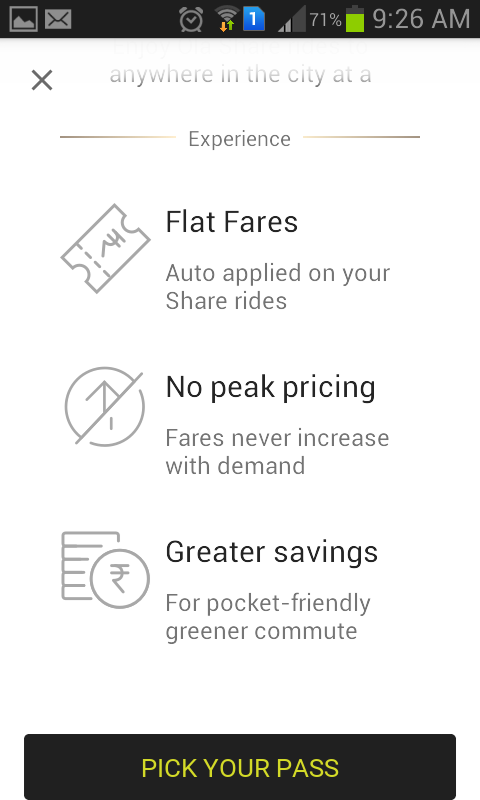 71%
9:26 AM
1
anywhere in the city at a
Experience
Flat Fares
Auto applied on your
Share rides
No peak pricing
Fares never increase
with demand
₹
Greater savings
For pocket-friendly
greener commute
PICK YOUR PASS